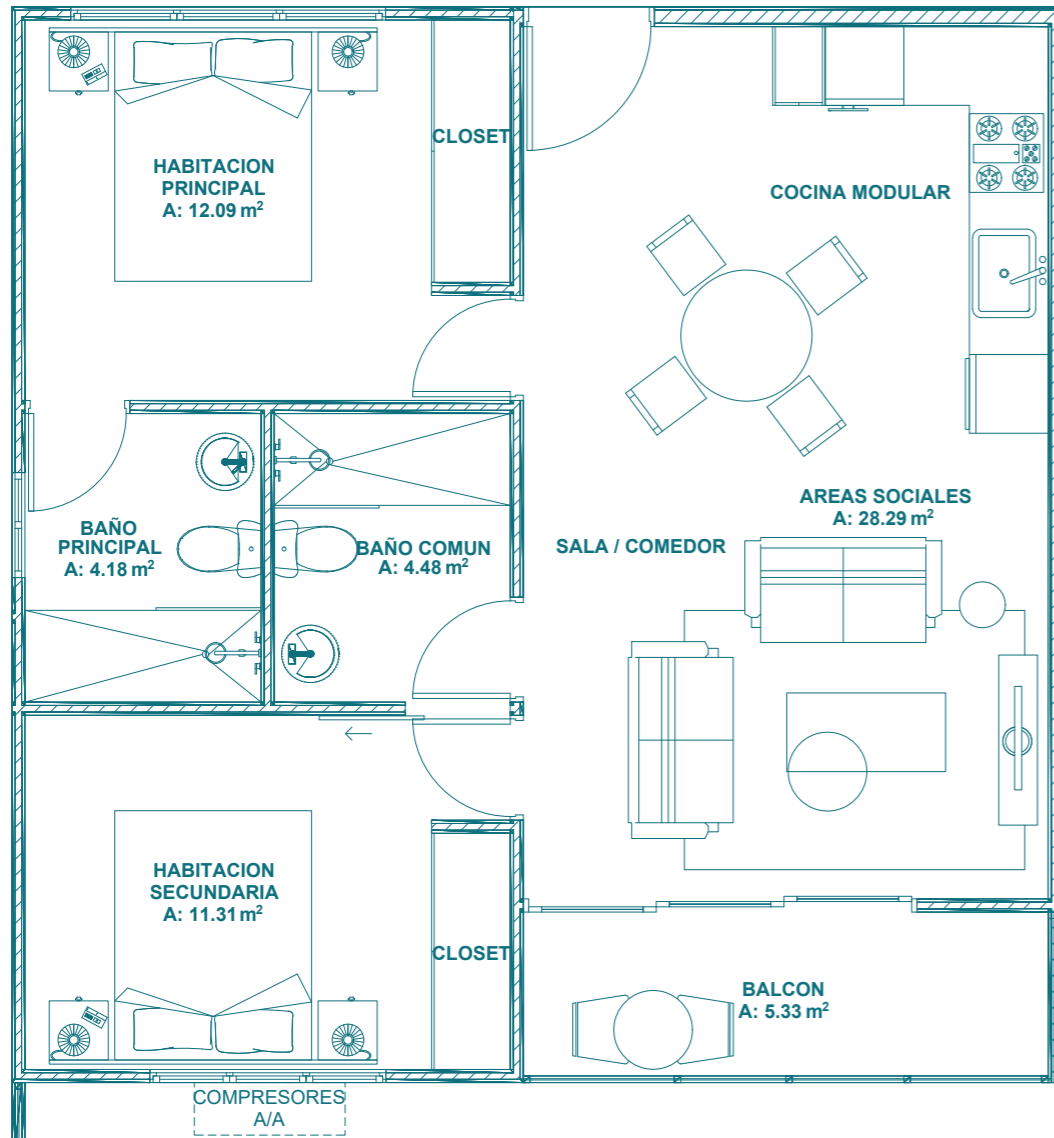 CLOSET
HABITACION
PRINCIPAL
A: 12.09 m²
COCINA MODULAR
AREAS SOCIALES
A: 28.29 m²
BAÑO
PRINCIPAL
A: 4.18 m²
BAÑO COMUN
A: 4.48 m²
SALA / COMEDOR
HABITACION
SECUNDARIA
A: 11.31 m²
CLOSET
BALCON
A: 5.33 m²
COMPRESORES
A/A